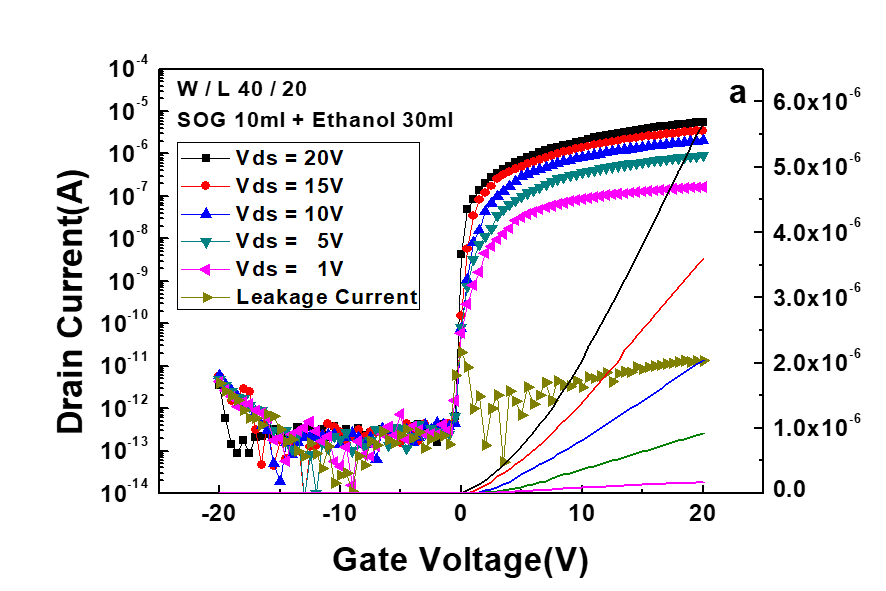 a
W / L 40 / 20
SOG 10ml + Ethanol 30ml
Vds = 20V
Vds = 15V
Vds = 10V
Vds = 5V
Vds = 1V
Leakage Current
Drain Current(A)
10⁻⁴
10⁻⁵
10⁻⁶
10⁻⁷
10⁻⁸
10⁻⁹
10⁻¹⁰
10⁻¹¹
10⁻¹²
10⁻¹³
10⁻¹⁴
6.0x10⁻⁶
5.0x10⁻⁶
4.0x10⁻⁶
3.0x10⁻⁶
2.0x10⁻⁶
1.0x10⁻⁶
0.0
-20 -10 0 10 20
Gate Voltage(V)